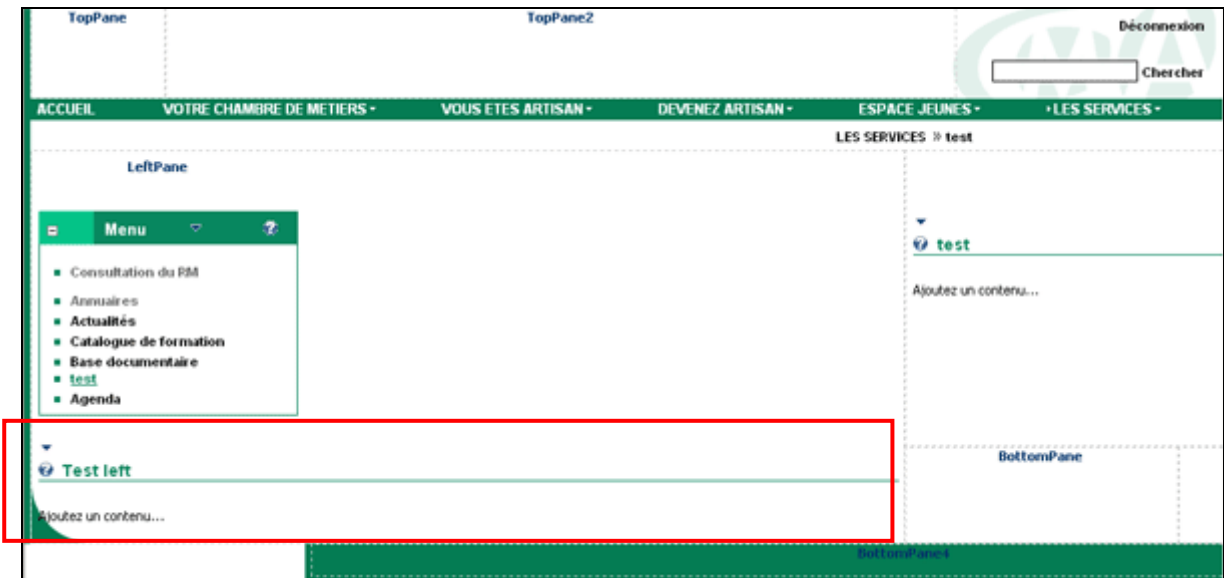 TopPane TopPane2
Déconnexion
Chercher
ACCUEIL VOTRE CHAMBRE DE METIERS VOUS ETES ARTISAN DEVENEZ ARTISAN ESPACE JEUNES LES SERVICES
LES SERVICES » test
LeftPane
Menu
Consultation du RM
Annuaires
Actualités
Catalogue de formation
Base documentaire
test
Agenda
test
Ajoutez un contenu...
Test left
Ajoutez un contenu...
BottomPane
BottomPane4